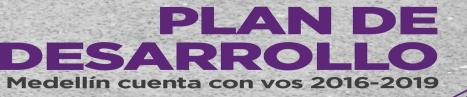 PLAN DE
DESARROLLO
Medellín cuenta con vos 2016-2019